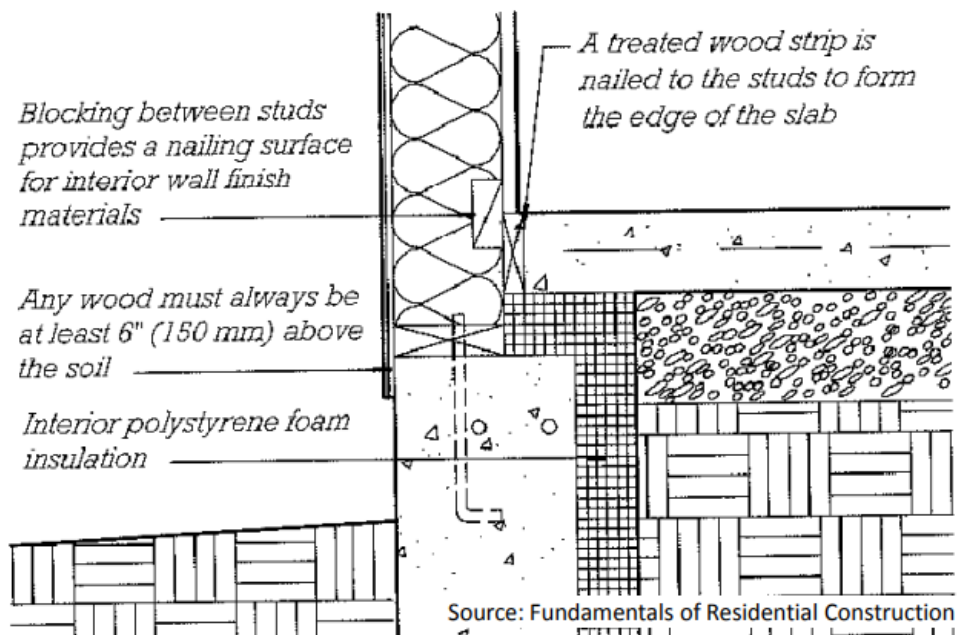 A treated wood strip is
nailed to the studs to form
the edge of the slab
Blocking between studs
provides a nailing surface
for interior wall finish
materials
Any wood must always be
at least 6" (150 mm) above
the soil
Interior polystyrene foam
insulation
Source: Fundamentals of Residential Construction